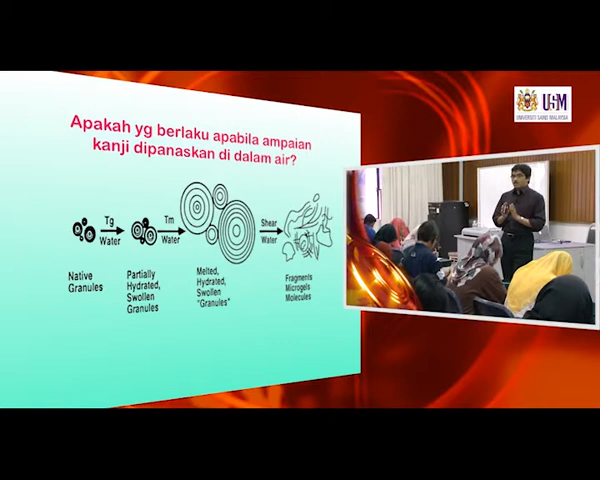 USM
UNIVERSITI SAINS MALAYSIA
Apakah yg berlaku apabila ampaian
kanji dipanaskan di dalam air?
Tg
Water
Tm
Water
Shear
Water
Native
Granules
Partially
Hydrated,
Swollen
Granules
Melted,
Hydrated,
Swollen
"Granules"
Fragments
Microgels
Molecules